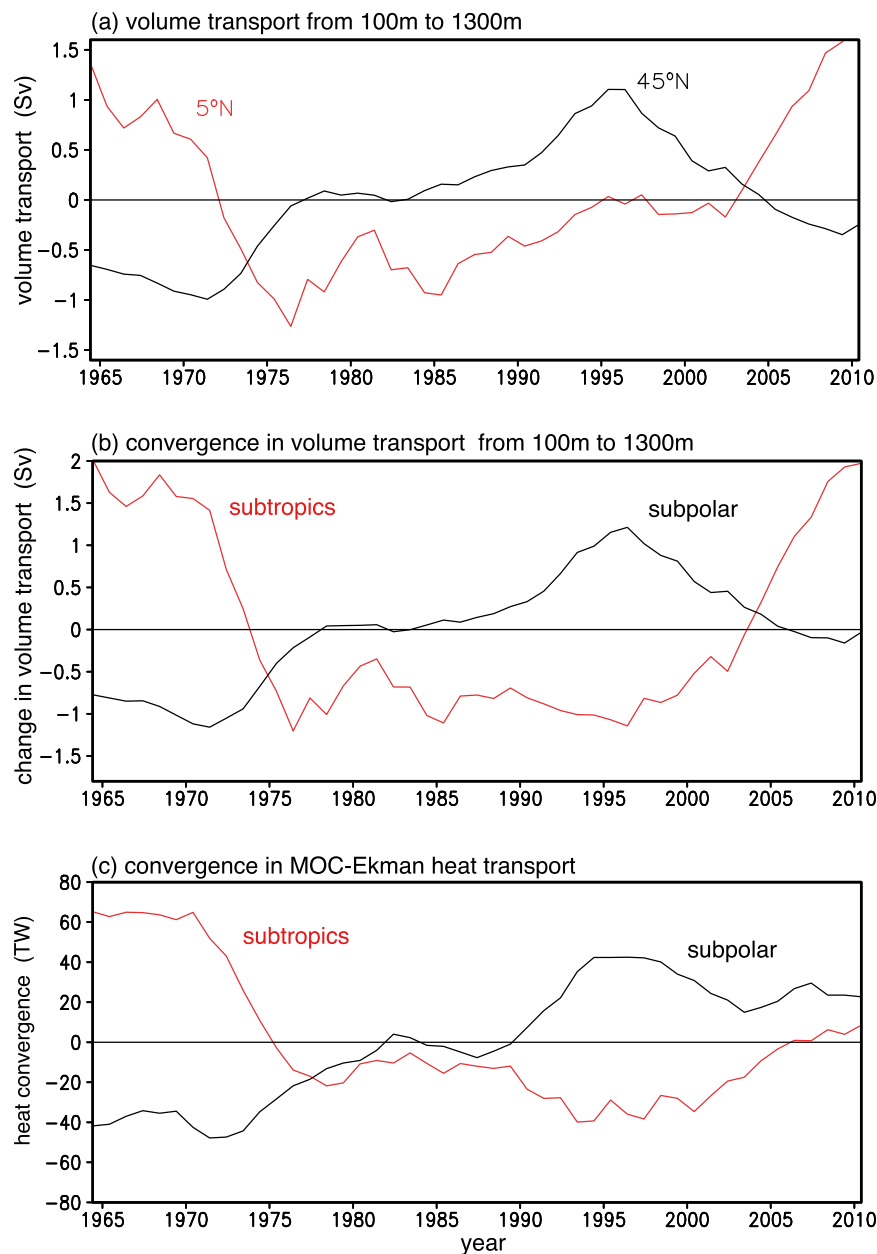 (a) volume transport from 100m to 1300m
volume transport (Sv)
1.5
1
0.5
0
−0.5
−1
−1.5
5°N
45°N
1965 1970 1975 1980 1985 1990 1995 2000 2005 2010
(b) convergence in volume transport from 100m to 1300m
change in volume transport (Sv)
2
1.5
1
0.5
0
−0.5
−1
−1.5
subtropics
subpolar
1965 1970 1975 1980 1985 1990 1995 2000 2005 2010
(c) convergence in MOC-Ekman heat transport
heat convergence (TW)
80
60
40
20
0
−20
−40
−60
−80
subtropics
subpolar
1965 1970 1975 1980 1985 1990 1995 2000 2005 2010
year